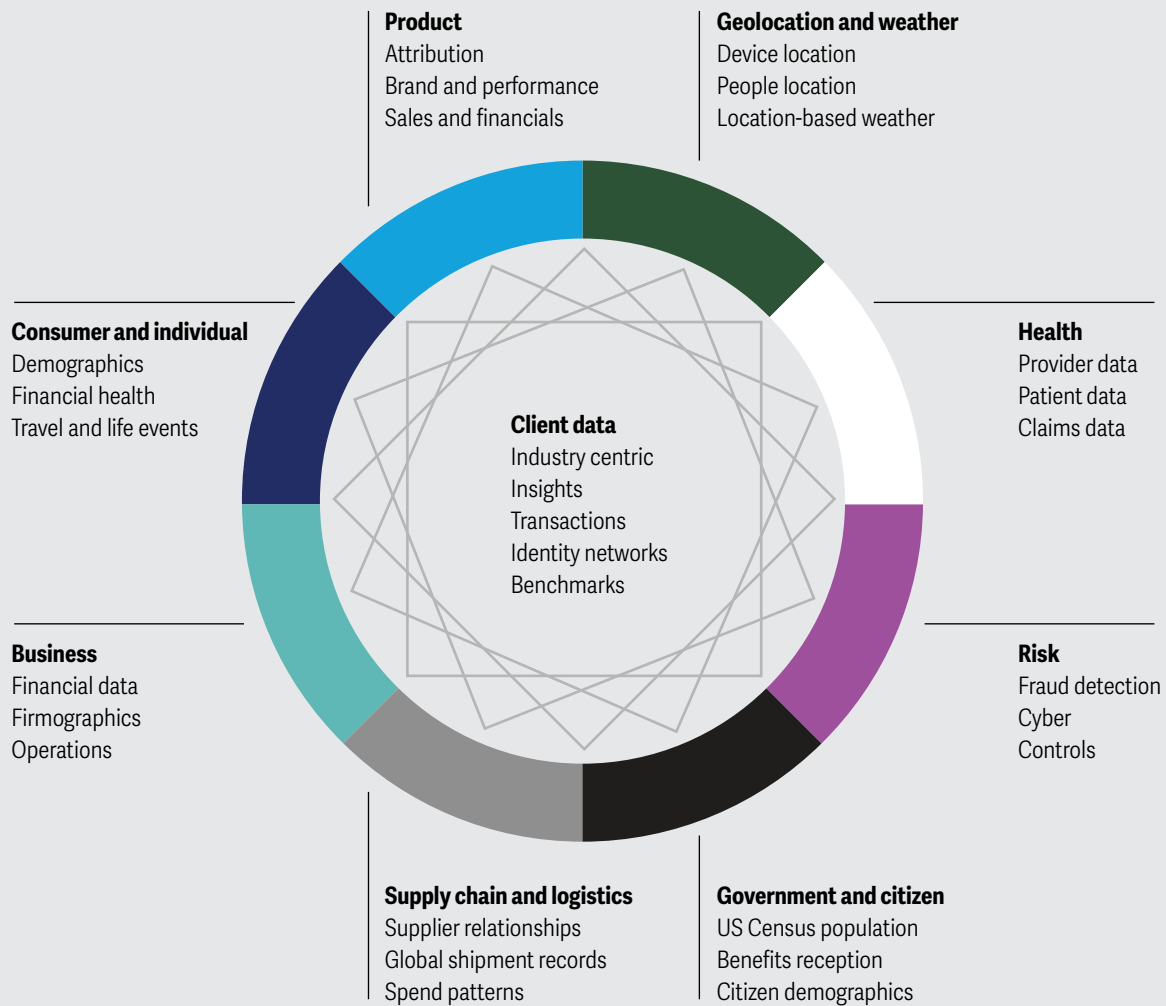 Product
Attribution
Brand and performance
Sales and financials
Geolocation and weather
Device location
People location
Location-based weather
Consumer and individual
Demographics
Financial health
Travel and life events
Health
Provider data
Patient data
Claims data
Client data
Industry centric
Insights
Transactions
Identity networks
Benchmarks
Business
Financial data
Firmographics
Operations
Risk
Fraud detection
Cyber
Controls
Supply chain and logistics
Supplier relationships
Global shipment records
Spend patterns
Government and citizen
US Census population
Benefits reception
Citizen demographics